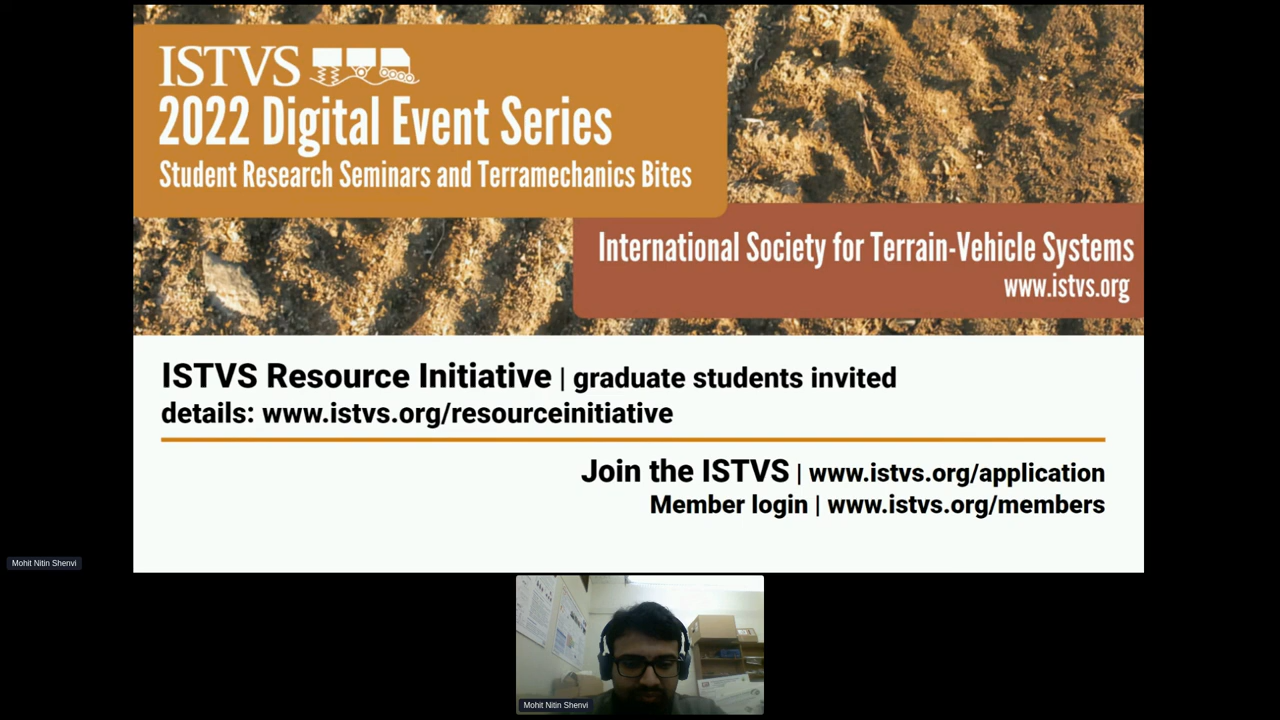 ISTVS
2022 Digital Event Series
Student Research Seminars and Terramechanics Bites
International Society for Terrain-Vehicle Systems
www.istvs.org
ISTVS Resource Initiative | graduate students invited
details: www.istvs.org/resourceinitiative
Join the ISTVS | www.istvs.org/application
Member login | www.istvs.org/members
Mohit Nitin Shenvi
Mohit Nitin Shenvi